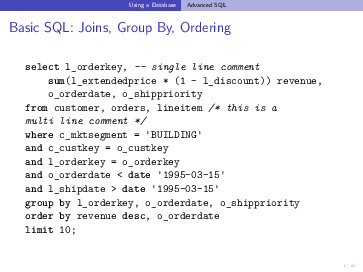 Using a Database Advanced SQL
Basic SQL: Joins, Group By, Ordering
select l_orderkey, -- single line comment
sum(l_extendedprice * (1 - l_discount)) revenue,
o_orderdate, o_shippriority
from customer, orders, lineitem /* this is a
multi line comment */
where c_mktsegment = 'BUILDING'
and c_custkey = o_custkey
and l_orderkey = o_orderkey
and o_orderdate < date '1995-03-15'
and l_shipdate > date '1995-03-15'
group by l_orderkey, o_orderdate, o_shippriority
order by revenue desc, o_orderdate
limit 10;